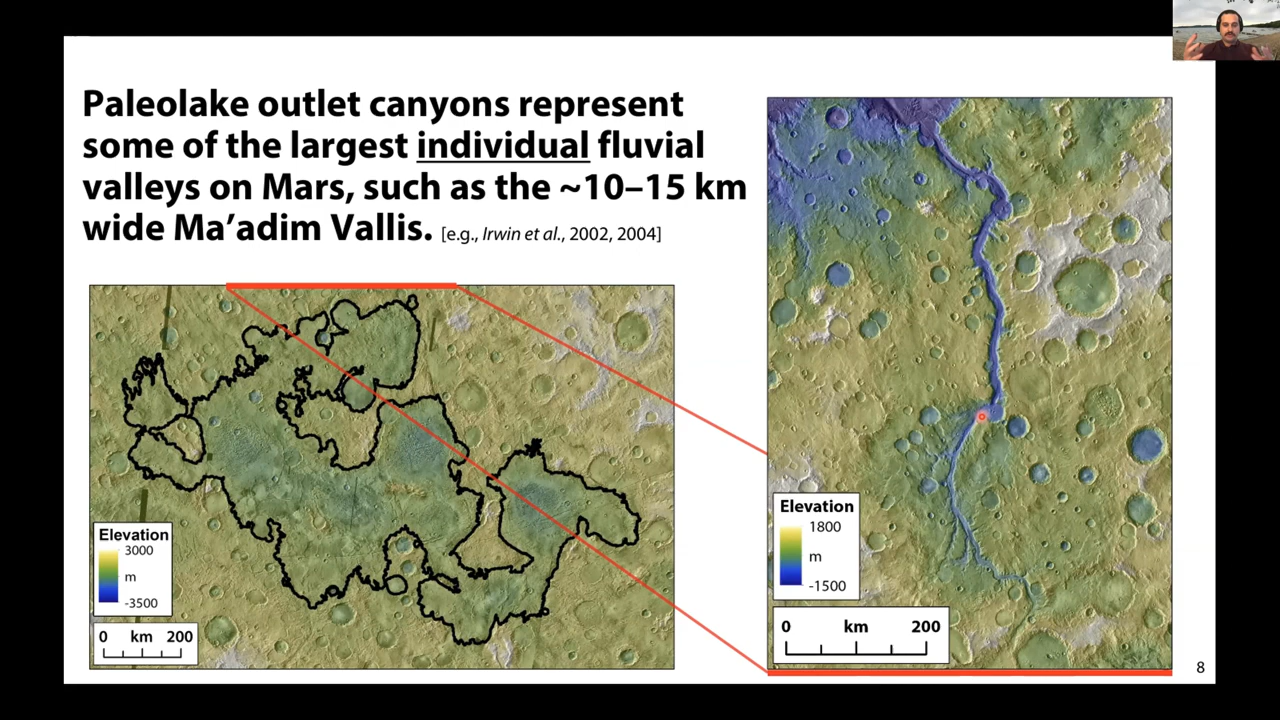 Paleolake outlet canyons represent
some of the largest individual fluvial
valleys on Mars, such as the ~10–15 km
wide Ma’adim Vallis. [e.g., Irwin et al., 2002, 2004]
Elevation
3000
m
-3500
0 km 200
Elevation
1800
m
-1500
0 km 200
8